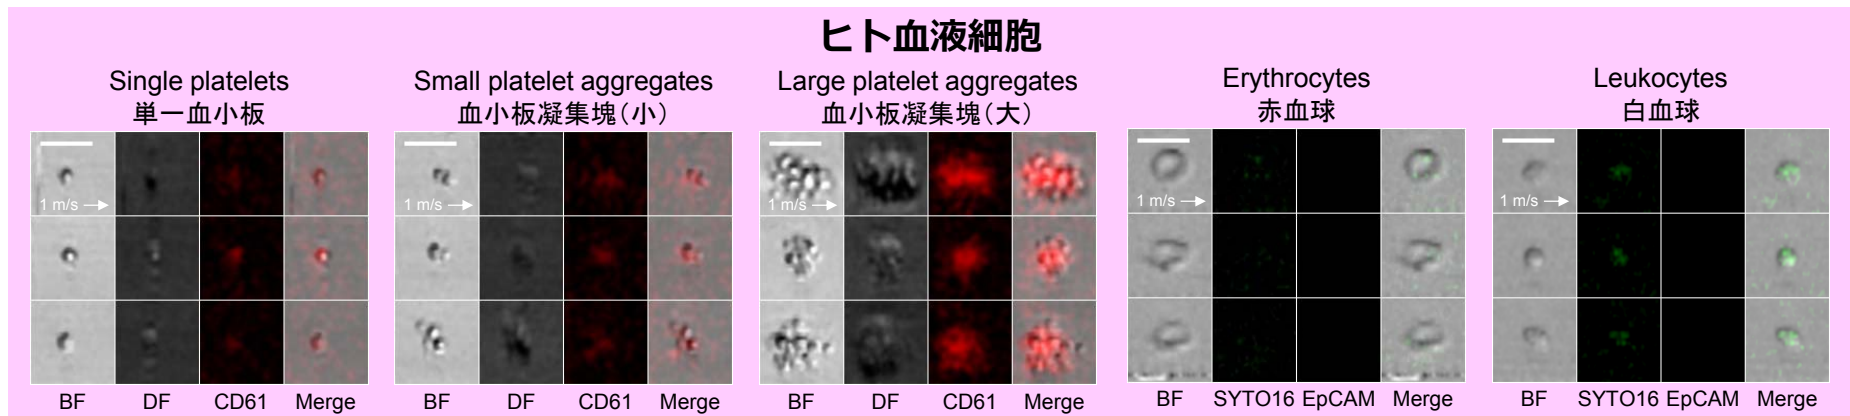 ヒト血液細胞
Single platelets
単一血小板
1 m/s
BF DF CD61 Merge
Small platelet aggregates
血小板凝集塊（小）
1 m/s
BF DF CD61 Merge
Large platelet aggregates
血小板凝集塊（大）
1 m/s
BF DF CD61 Merge
Erythrocytes
赤血球
1 m/s
BF SYTO16 EpCAM Merge
Leukocytes
白血球
1 m/s
BF SYTO16 EpCAM Merge